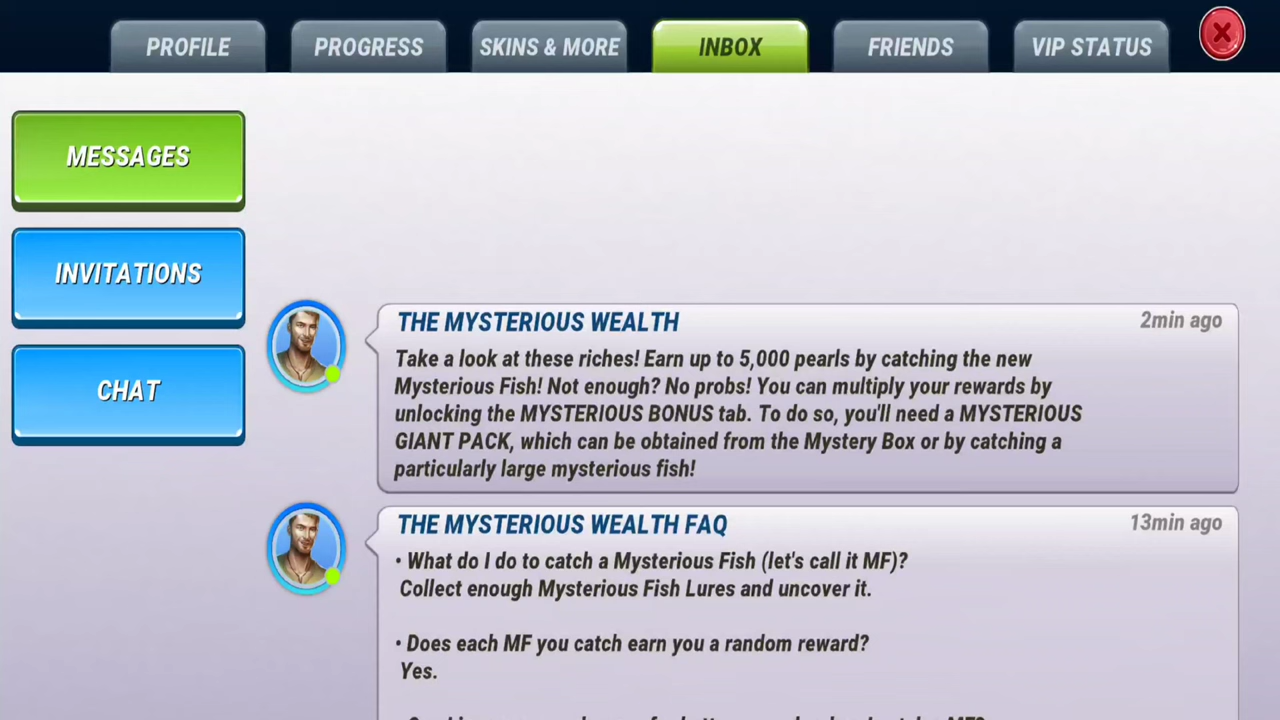 PROFILE
PROGRESS
SKINS & MORE
INBOX
FRIENDS
VIP STATUS
MESSAGES
INVITATIONS
CHAT
THE MYSTERIOUS WEALTH
2min ago
Take a look at these riches! Earn up to 5,000 pearls by catching the new
Mysterious Fish! Not enough? No probs! You can multiply your rewards by
unlocking the MYSTERIOUS BONUS tab. To do so, you'll need a MYSTERIOUS
GIANT PACK, which can be obtained from the Mystery Box or by catching a
particularly large mysterious fish!
THE MYSTERIOUS WEALTH FAQ
13min ago
• What do I do to catch a Mysterious Fish (let's call it MF)?
Collect enough Mysterious Fish Lures and uncover it.
• Does each MF you catch earn you a random reward?
Yes.